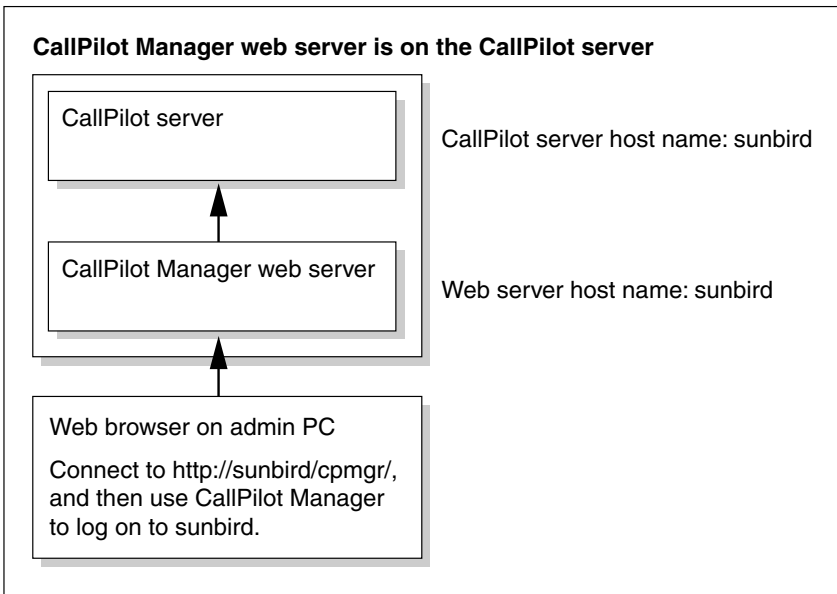 CallPilot Manager web server is on the CallPilot server
CallPilot server
CallPilot server host name: sunbird
CallPilot Manager web server
Web server host name: sunbird
Web browser on admin PC
Connect to http://sunbird/cpmgr/,
and then use CallPilot Manager
to log on to sunbird.